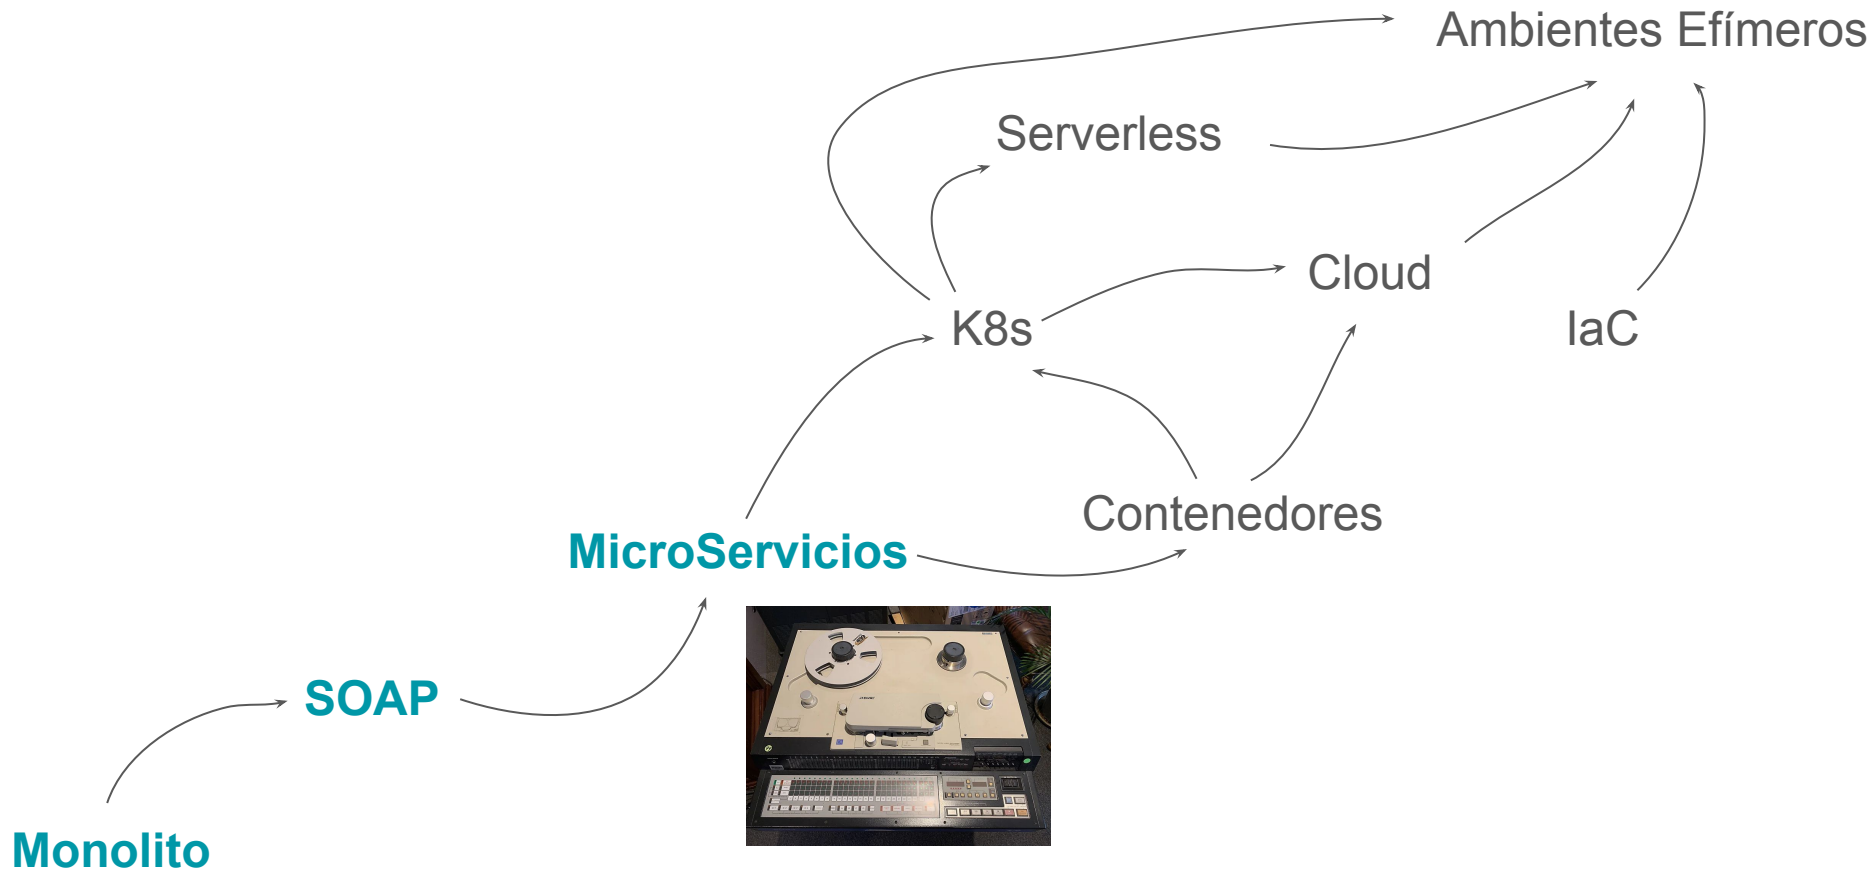 Ambientes Efímeros
Serverless
Cloud
K8s
IaC
Contenedores
MicroServicios
SOAP
Monolito